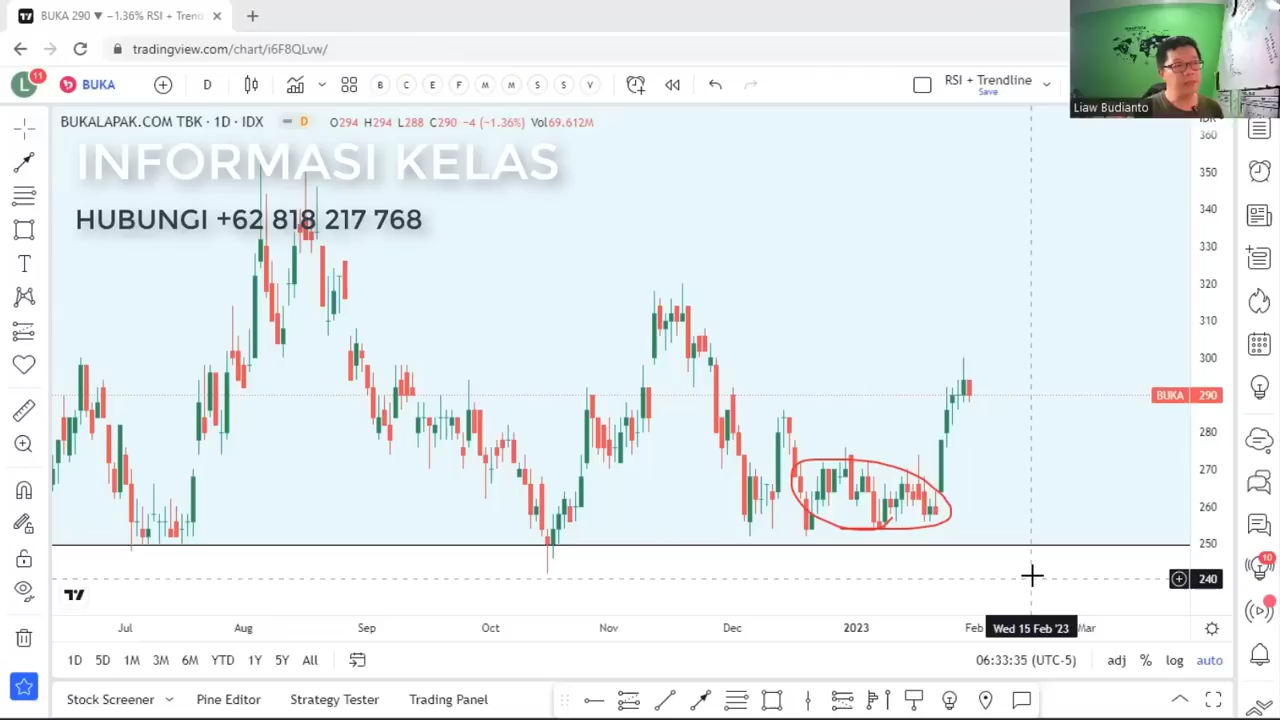 BUKA 290 ▼ −1.36% RSI + Tren
tradingview.com/chart/i6F8QLvw/
L 11 BUKA D B C E F M M S S V RSI + Trendline
Save
Liaw Budianto
BUKALAPAK.COM TBK · 1D · IDX D O294 H294 L288 C290 −4 (−1.36%) Vol69.612M
INFORMASI KELAS
HUBUNGI +62 818 217 768
360
350
340
330
320
310
300
BUKA 290
280
270
260
250
240
10
Jul Aug Sep Oct Nov Dec 2023 Feb Wed 15 Feb '23 Mar
1D 5D 1M 3M 6M YTD 1Y 5Y All 06:33:35 (UTC-5) adj % log auto
Stock Screener Pine Editor Strategy Tester Trading Panel